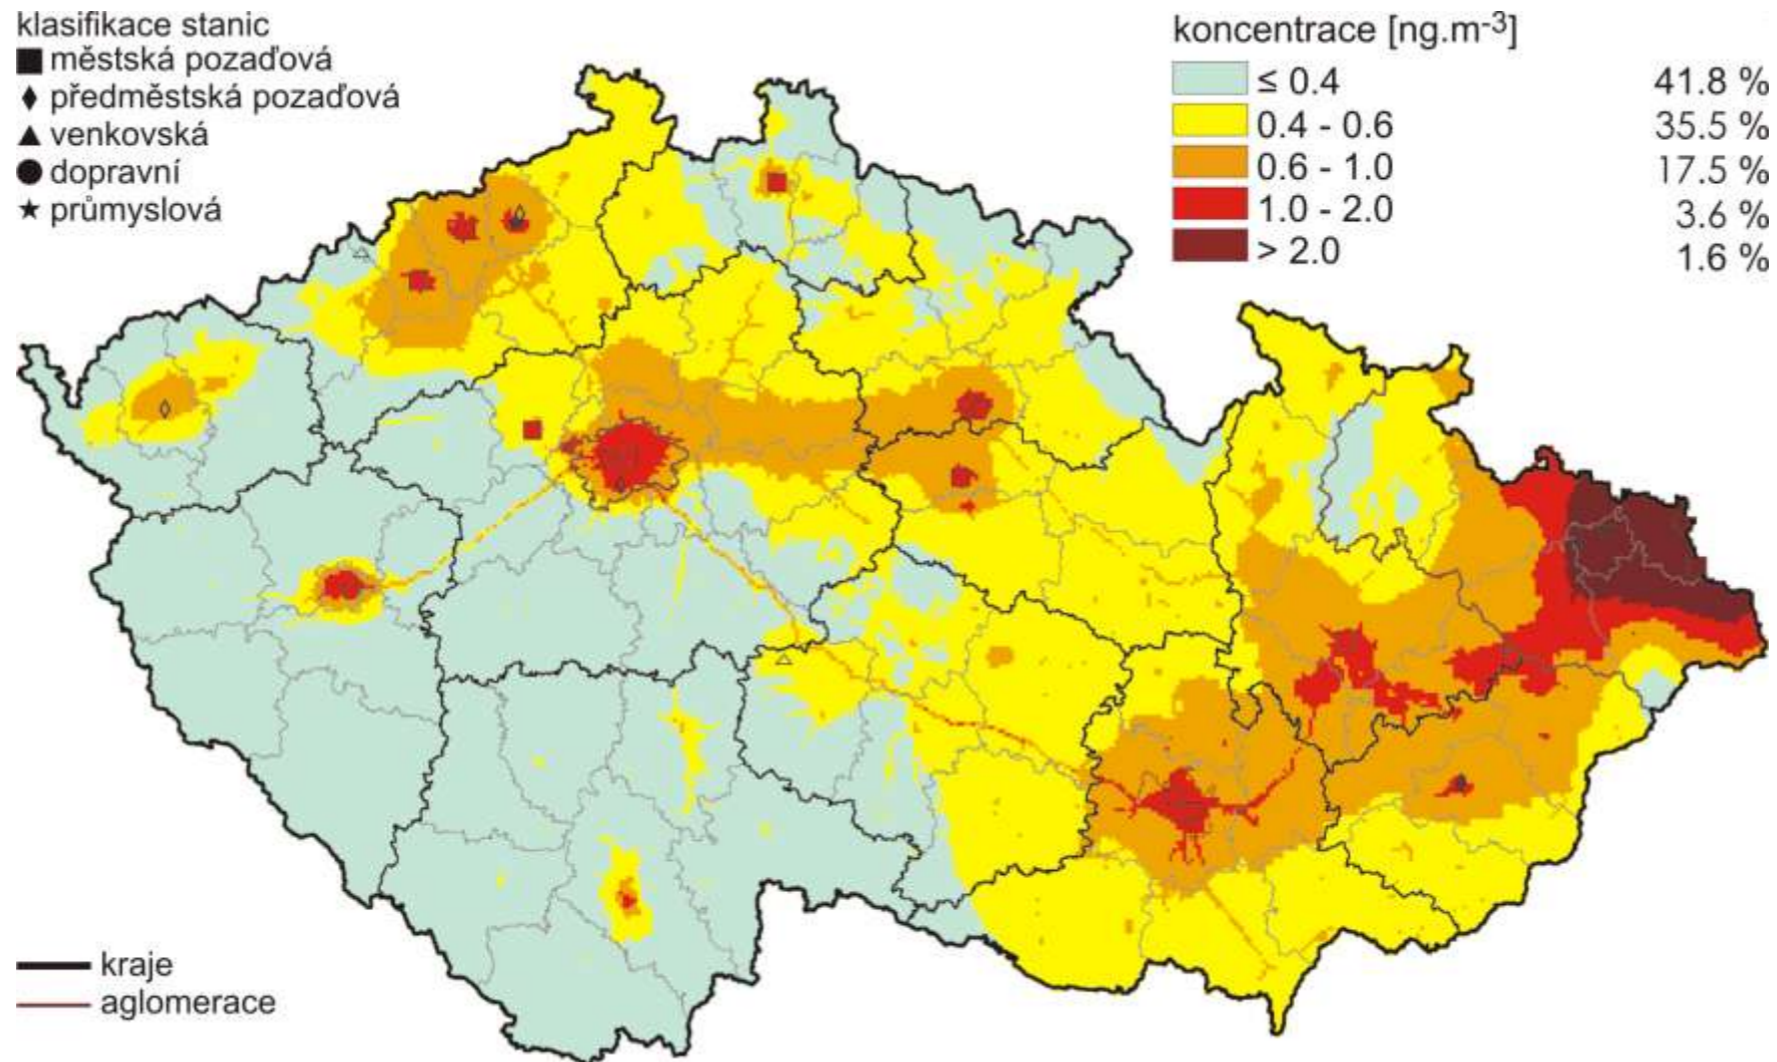 klasifikace stanic
městská pozaďová
předměstská pozaďová
venkovská
dopravní
průmyslová
koncentrace [ng.m-3]
≤ 0.4 41.8 %
0.4 - 0.6 35.5 %
0.6 - 1.0 17.5 %
1.0 - 2.0 3.6 %
> 2.0 1.6 %
kraje
aglomerace